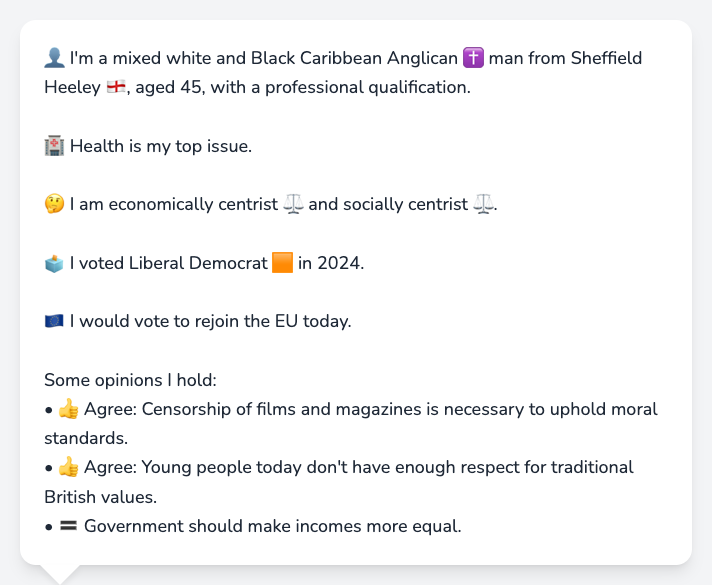 👤 I'm a mixed white and Black Caribbean Anglican ✝️ man from Sheffield
Heeley 🏴󠁧󠁢󠁥󠁮󠁧󠁿, aged 45, with a professional qualification.
🏥 Health is my top issue.
🤔 I am economically centrist ⚖️ and socially centrist ⚖️.
🗳️ I voted Liberal Democrat 🟧 in 2024.
🇪🇺 I would vote to rejoin the EU today.
Some opinions I hold:
• 👍 Agree: Censorship of films and magazines is necessary to uphold moral
standards.
• 👍 Agree: Young people today don't have enough respect for traditional
British values.
• 🟰 Government should make incomes more equal.